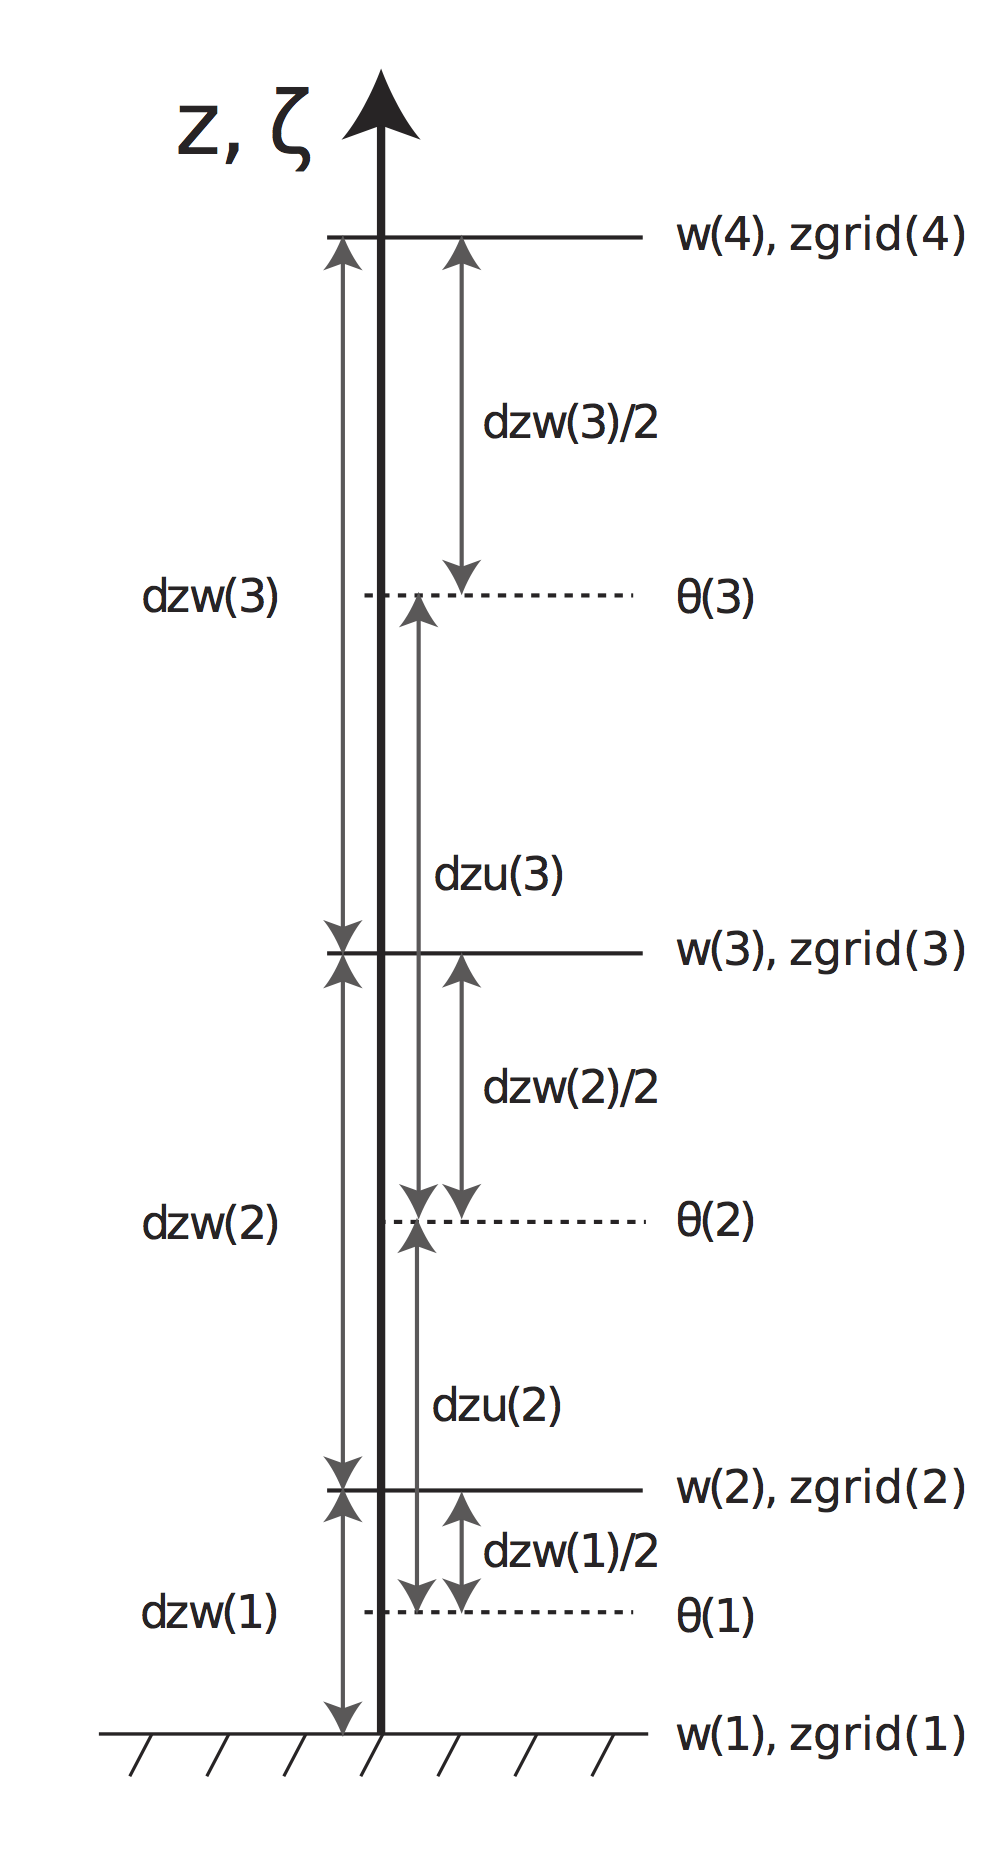 z, ζ
w(4), zgrid(4)
dzw(3)/2
dzw(3)
θ(3)
dzu(3)
w(3), zgrid(3)
dzw(2)/2
dzw(2)
θ(2)
dzu(2)
w(2), zgrid(2)
dzw(1)/2
dzw(1)
θ(1)
w(1), zgrid(1)